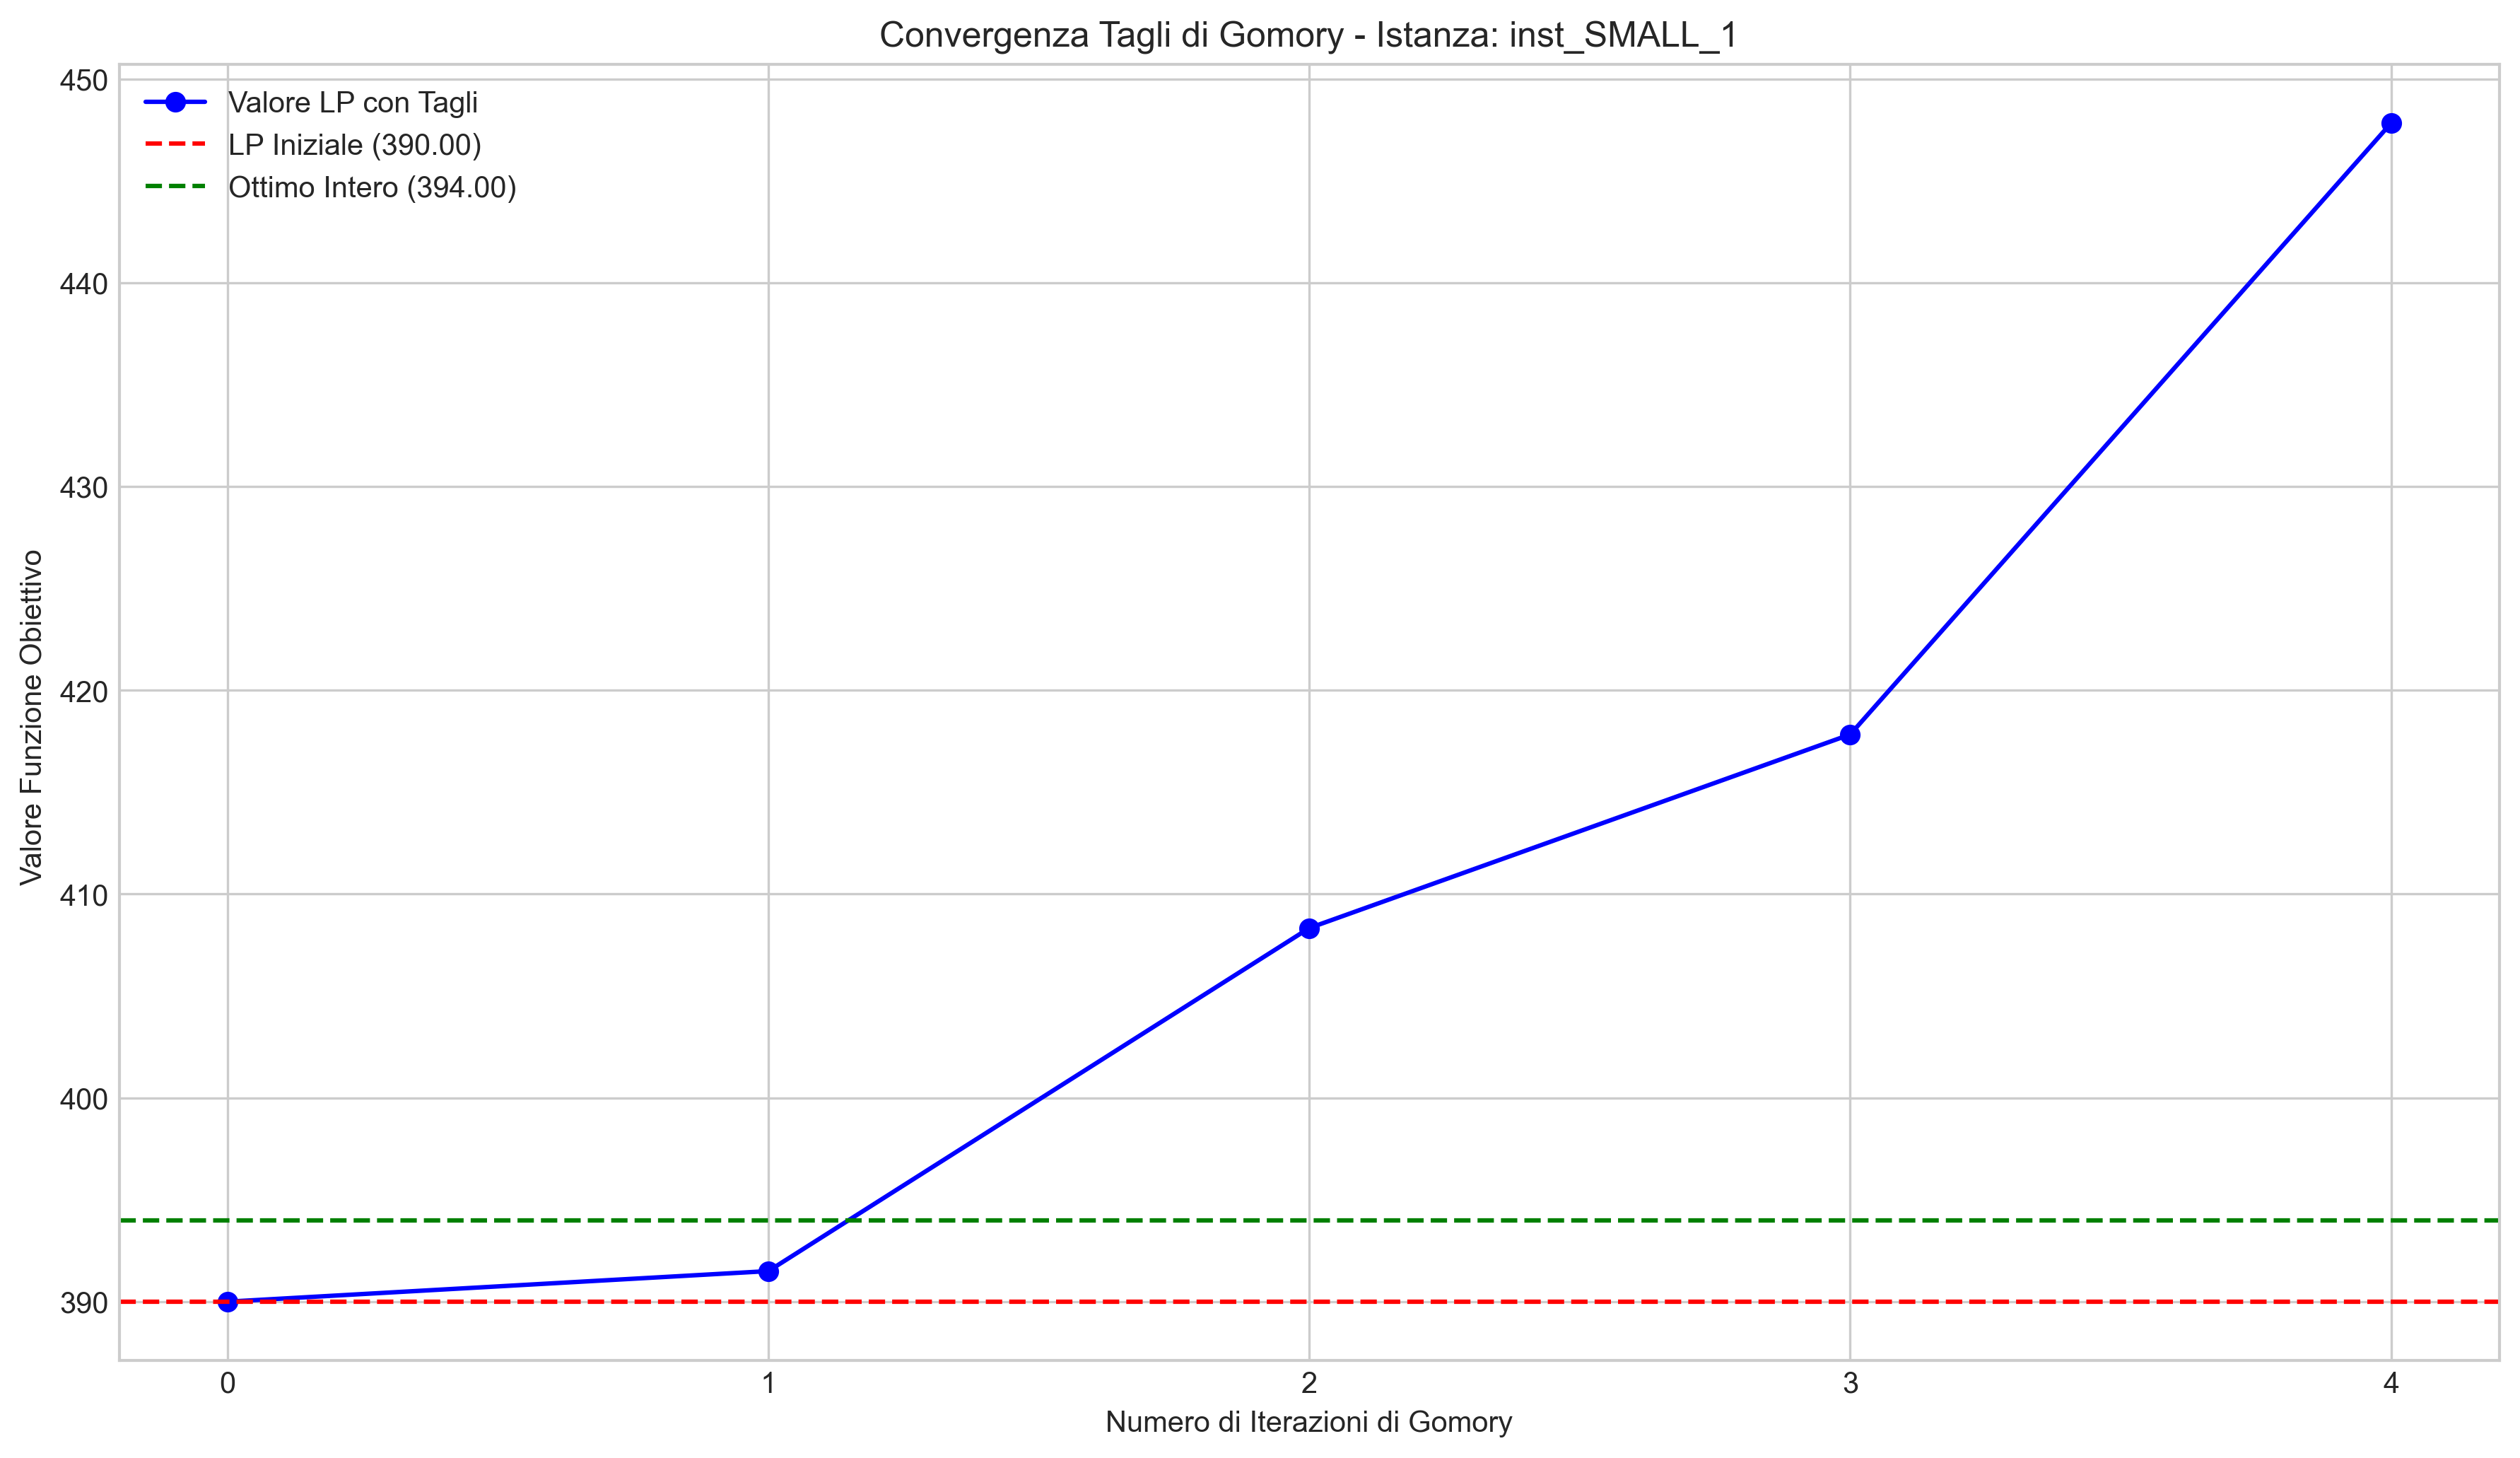 Convergenza Tagli di Gomory - Istanza: inst_SMALL_1
450
Valore LP con Tagli
LP Iniziale (390.00)
Ottimo Intero (394.00)
440
430
420
410
400
390
Valore Funzione Obiettivo
0 1 2 3 4
Numero di Iterazioni di Gomory